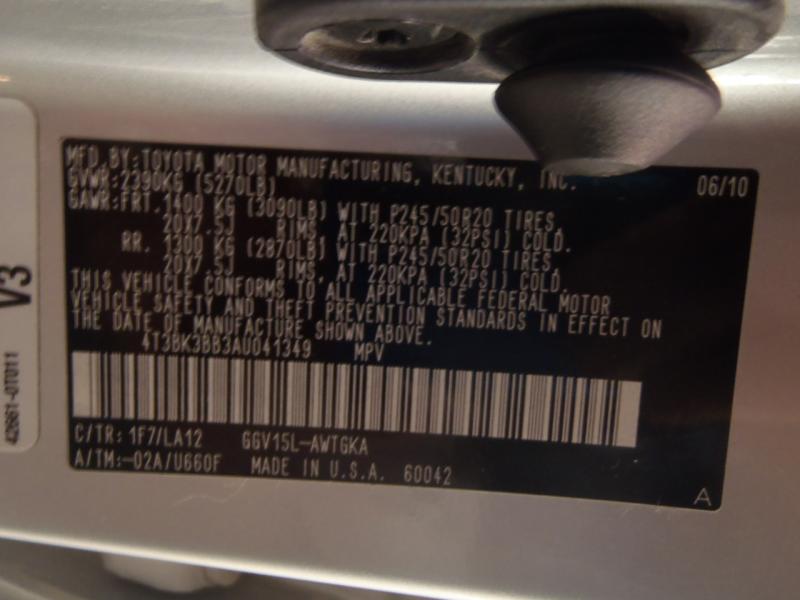 MFD.BY:TOYOTA MOTOR MANUFACTURING, KENTUCKY, INC. 06/10
GVWR:2390KG (5270LB)
GAWR:FRT. 1400 KG (3090LB) WITH P245/50R20 TIRES,
20X7.5J RIMS, AT 220KPA (32PSI) COLD.
RR. 1300 KG (2870LB) WITH P245/50R20 TIRES,
20X7.5J RIMS, AT 220KPA (32PSI) COLD.
THIS VEHICLE CONFORMS TO ALL APPLICABLE FEDERAL MOTOR
VEHICLE SAFETY AND THEFT PREVENTION STANDARDS IN EFFECT ON
THE DATE OF MANUFACTURE SHOWN ABOVE.
4T3BK3BB3AU041349 MPV
C/TR: 1F7/LA12 GGV15L-AWTGKA
A/TM:-02A/U660F MADE IN U.S.A. 60042
A
V3
42661-0T011